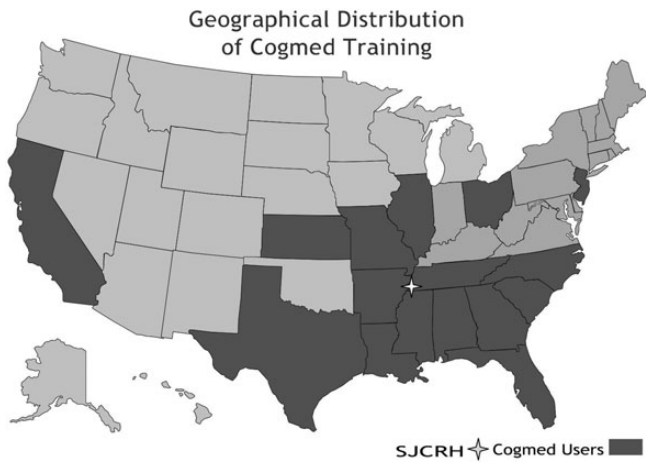 Geographical Distribution
of Cogmed Training
SJCRH Cogmed Users